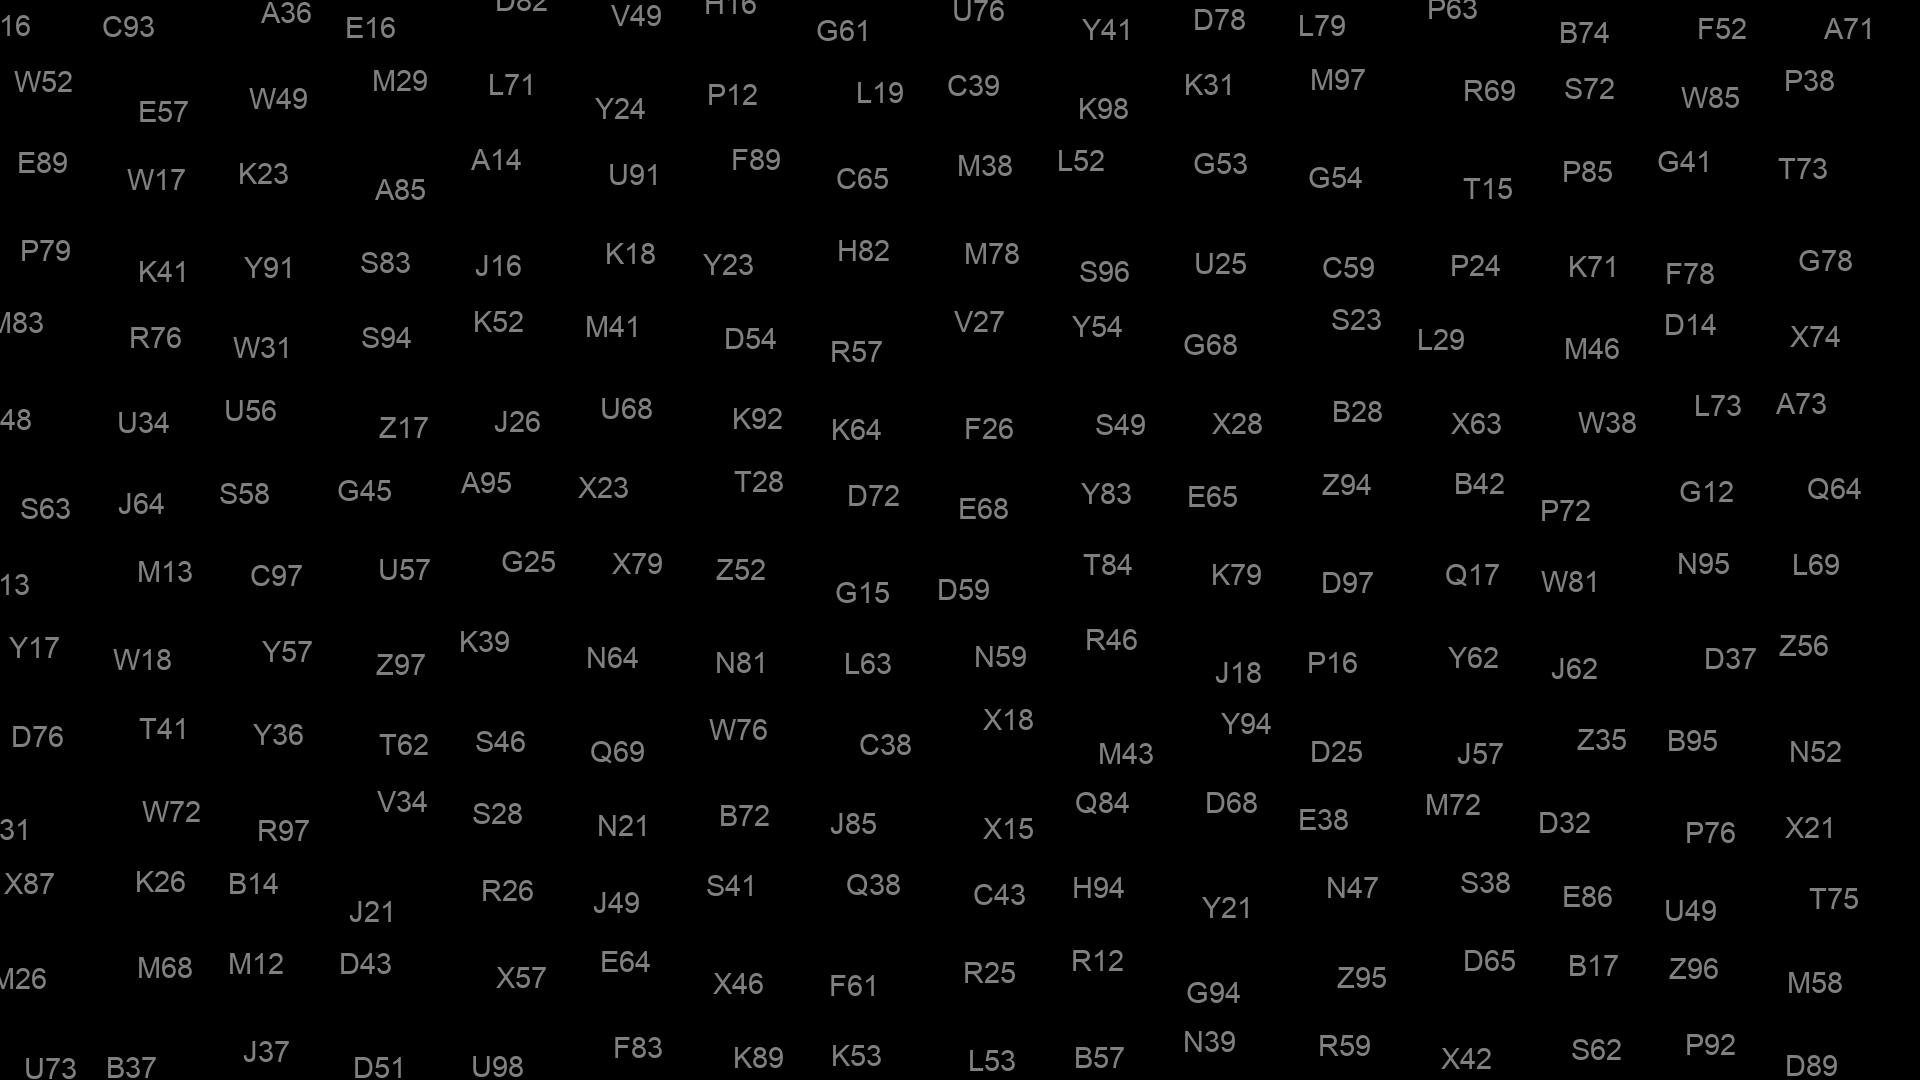 16 C93 A36 E16 D82 V49 H16 G61 U76 Y41 D78 L79 P63 B74 F52 A71
W52 E57 W49 M29 L71 Y24 P12 L19 C39 K98 K31 M97 R69 S72 W85 P38
E89 W17 K23 A85 A14 U91 F89 C65 M38 L52 G53 G54 T15 P85 G41 T73
P79 K41 Y91 S83 J16 K18 Y23 H82 M78 S96 U25 C59 P24 K71 F78 G78
M83 R76 W31 S94 K52 M41 D54 R57 V27 Y54 G68 S23 L29 M46 D14 X74
48 U34 U56 Z17 J26 U68 K92 K64 F26 S49 X28 B28 X63 W38 L73 A73
S63 J64 S58 G45 A95 X23 T28 D72 E68 Y83 E65 Z94 B42 P72 G12 Q64
13 M13 C97 U57 G25 X79 Z52 G15 D59 T84 K79 D97 Q17 W81 N95 L69
Y17 W18 Y57 Z97 K39 N64 N81 L63 N59 R46 J18 P16 Y62 J62 D37 Z56
D76 T41 Y36 T62 S46 Q69 W76 C38 X18 M43 Y94 D25 J57 Z35 B95 N52
31 W72 R97 V34 S28 N21 B72 J85 X15 Q84 D68 E38 M72 D32 P76 X21
X87 K26 B14 J21 R26 J49 S41 Q38 C43 H94 Y21 N47 S38 E86 U49 T75
M26 M68 M12 D43 X57 E64 X46 F61 R25 R12 G94 Z95 D65 B17 Z96 M58
U73 B37 J37 D51 U98 F83 K89 K53 L53 B57 N39 R59 X42 S62 P92 D89